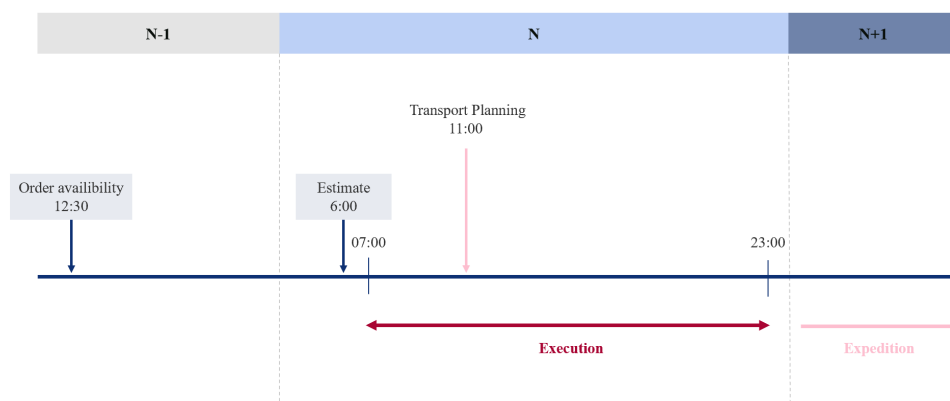 N-1
N
N+1
Transport Planning
11:00
Order availibility
12:30
Estimate
6:00
07:00
23:00
Execution
Expedition